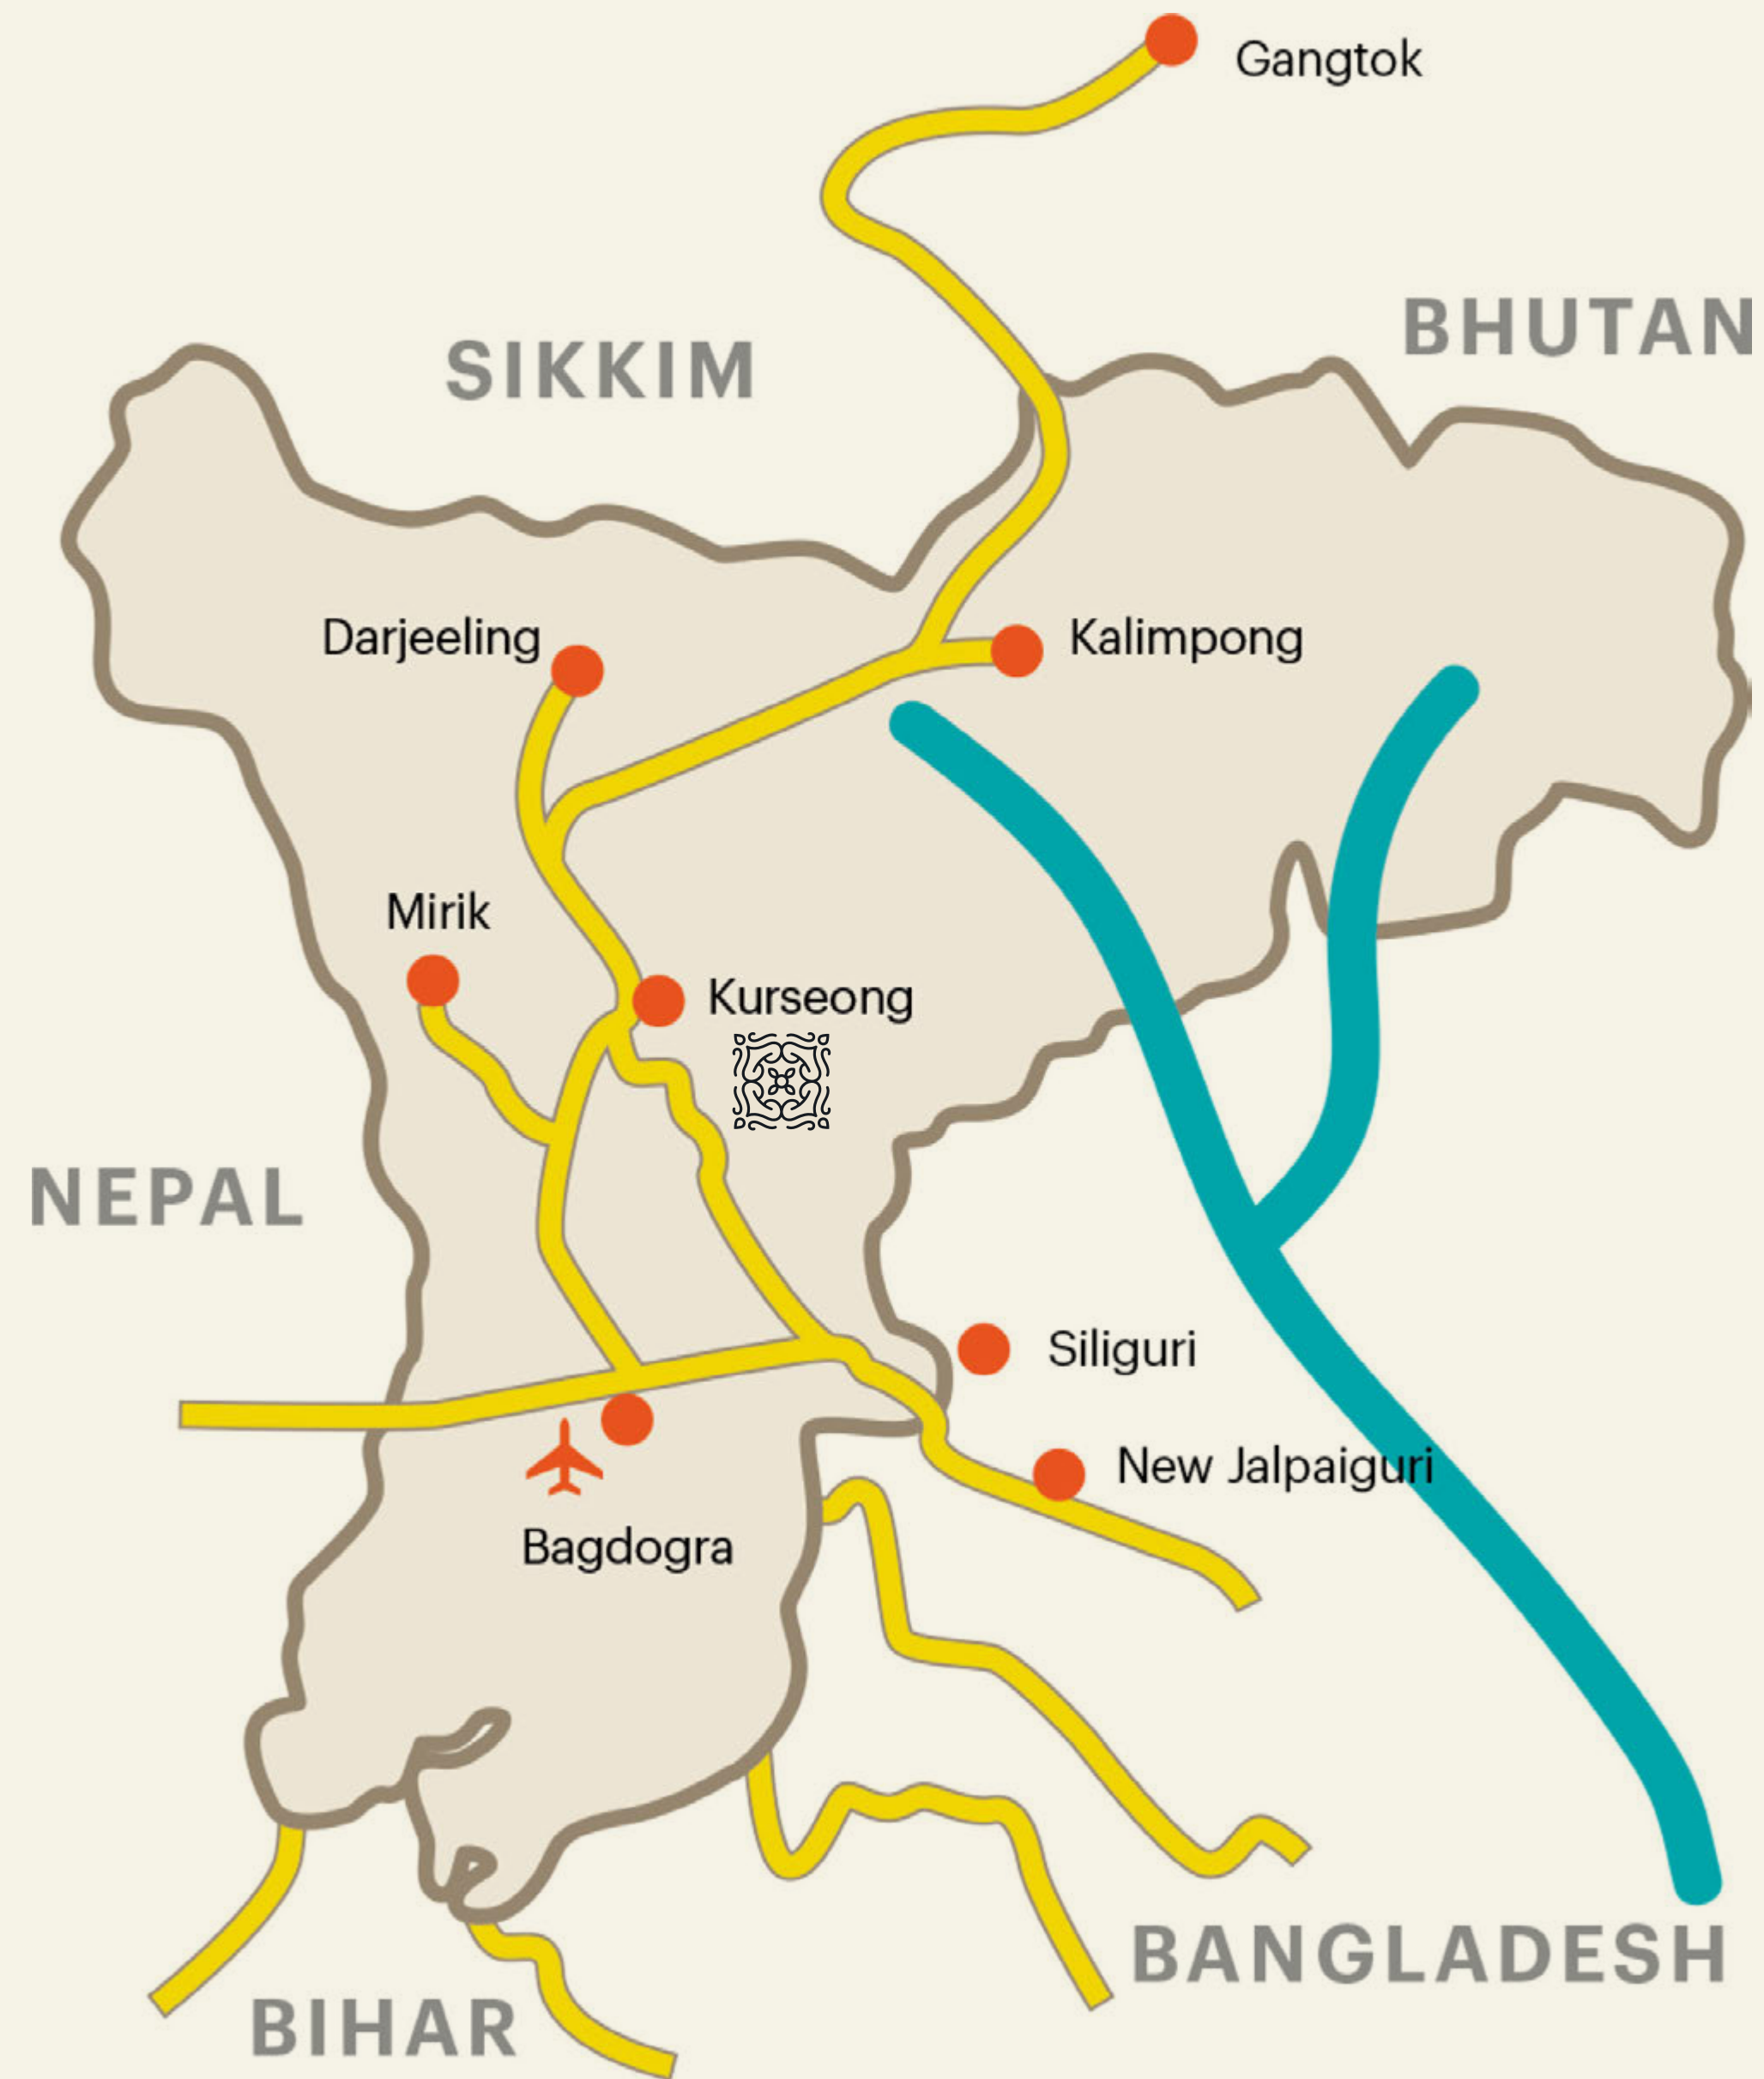 Gangtok
BHUTAN
SIKKIM
Darjeeling
Kalimpong
Mirik
Kurseong
NEPAL
Siliguri
New Jalpaiguri
Bagdogra
BANGLADESH
BIHAR